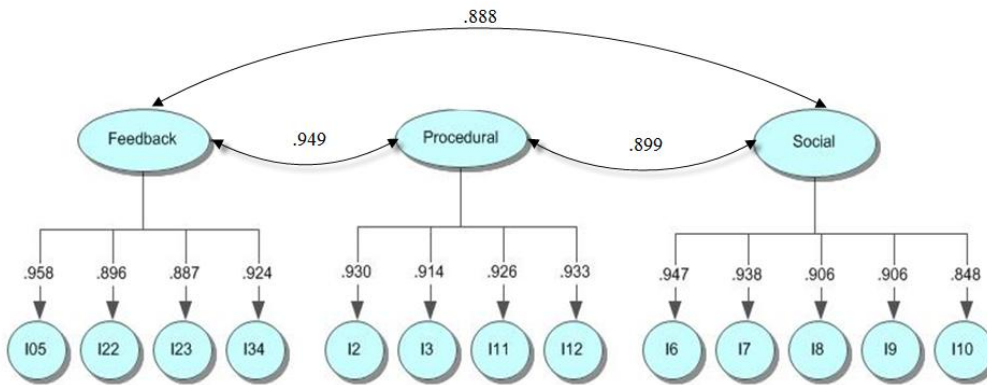 .888
Feedback
.949
Procedural
.899
Social
.958 .896 .887 .924 .930 .914 .926 .933 .947 .938 .906 .906 .848
I05 I22 I23 I34 I2 I3 I11 I12 I6 I7 I8 I9 I10